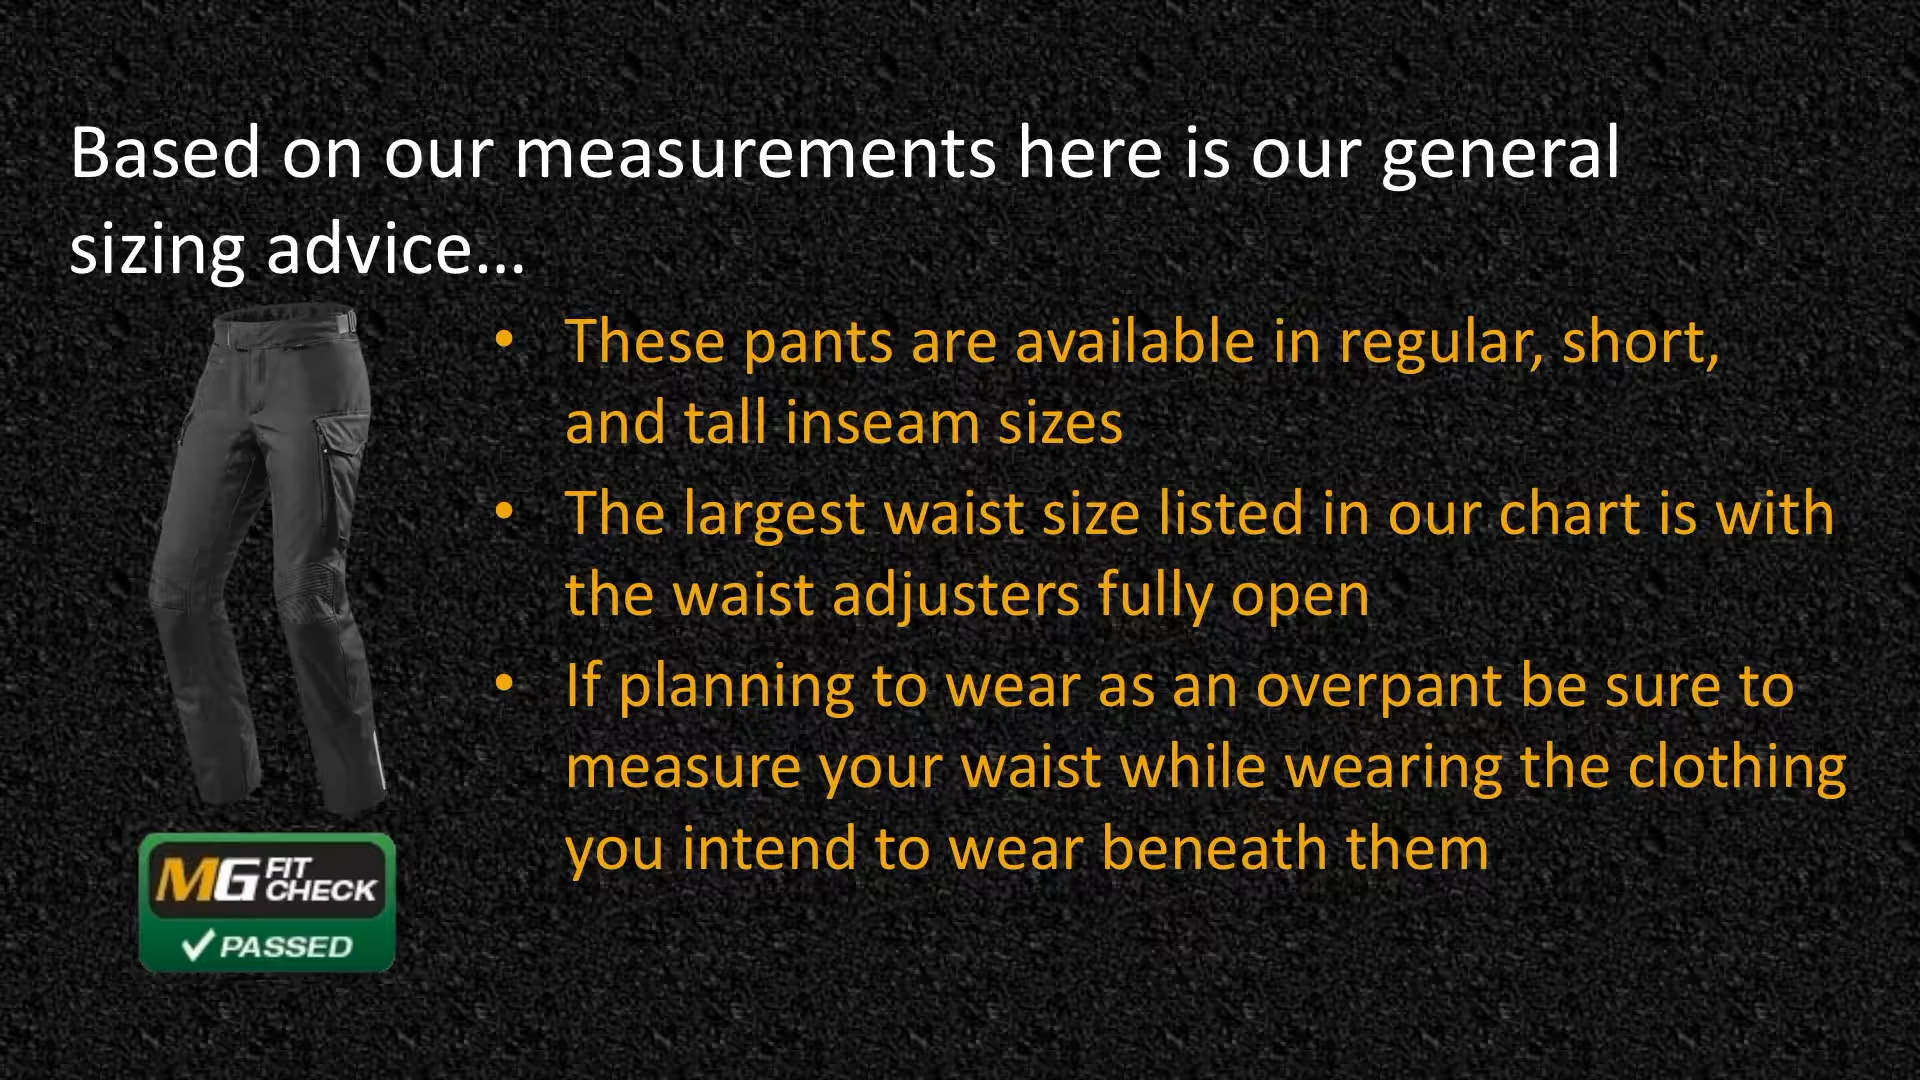 Based on our measurements here is our general
sizing advice...
• These pants are available in regular, short,
and tall inseam sizes
• The largest waist size listed in our chart is with
the waist adjusters fully open
• If planning to wear as an overpant be sure to
measure your waist while wearing the clothing
you intend to wear beneath them
MG FIT
CHECK
PASSED